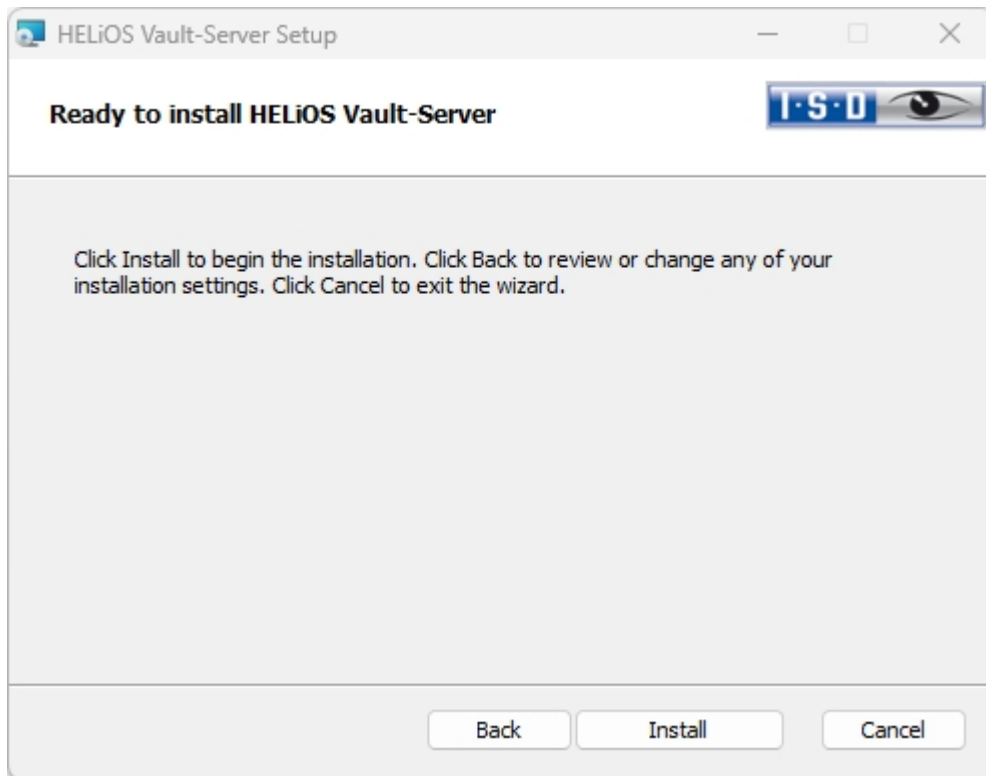 HELiOS Vault-Server Setup
Ready to install HELiOS Vault-Server
I·S·D
Click Install to begin the installation. Click Back to review or change any of your
installation settings. Click Cancel to exit the wizard.
Back
Install
Cancel